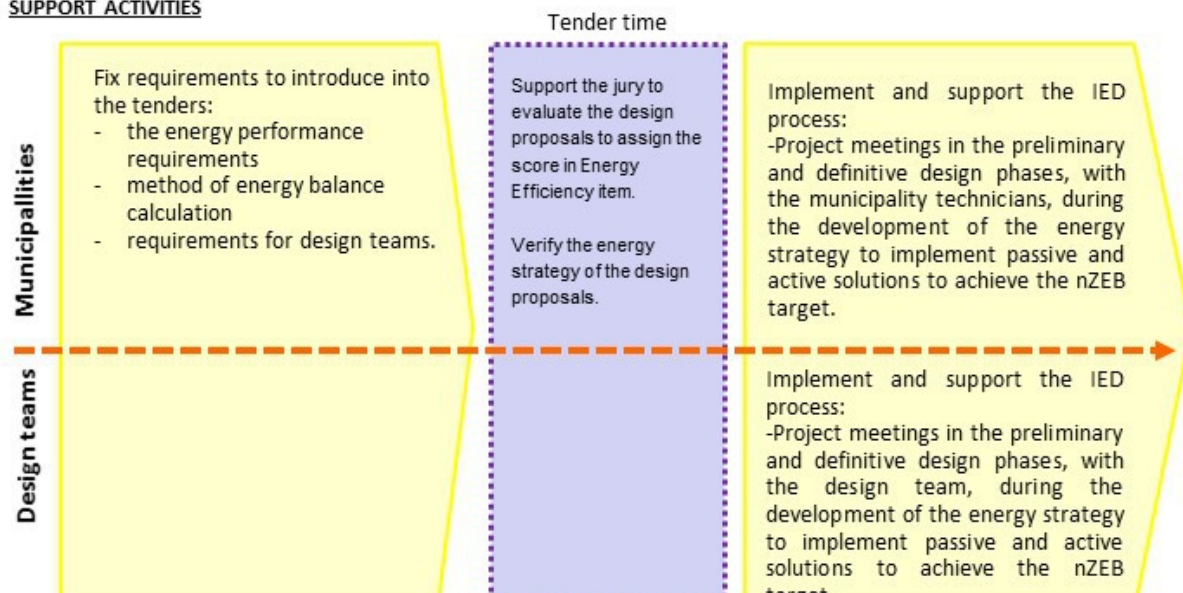 SUPPORT ACTIVITIES
Tender time
Municipallities
Fix requirements to introduce into
the tenders:
- the energy performance
requirements
- method of energy balance
calculation
- requirements for design teams.
Support the jury to
evaluate the design
proposals to assign the
score in Energy
Efficiency item.
Verify the energy
strategy of the design
proposals.
Implement and support the IED
process:
-Project meetings in the preliminary
and definitive design phases, with
the municipality technicians, during
the development of the energy
strategy to implement passive and
active solutions to achieve the nZEB
target.
Design teams
Implement and support the IED
process:
-Project meetings in the preliminary
and definitive design phases, with
the design team, during the
development of the energy strategy
to implement passive and active
solutions to achieve the nZEB
target.